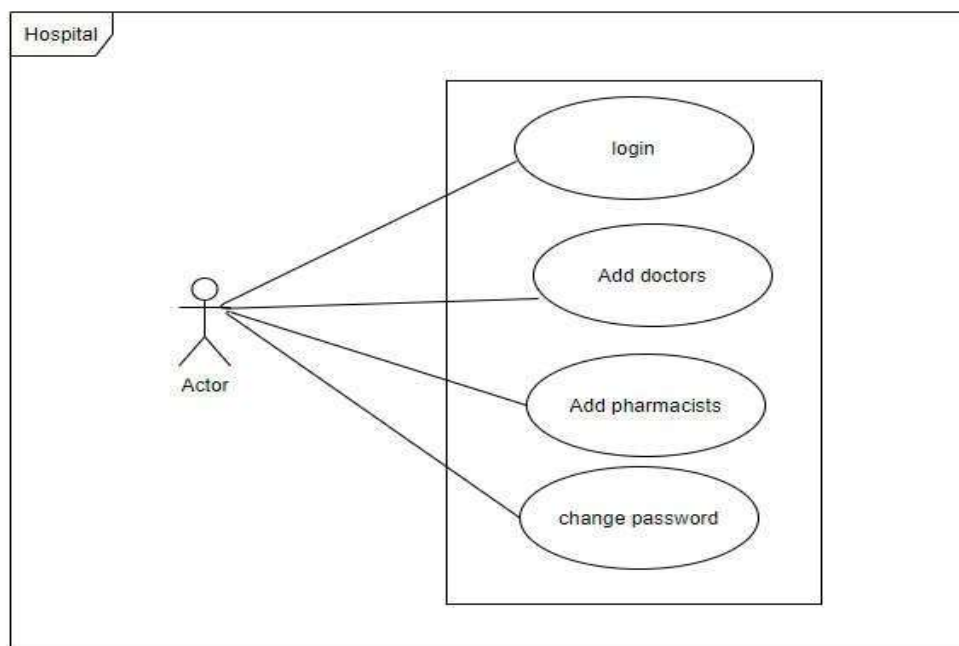 Hospital
login
Add doctors
Actor
Add pharmacists
change password